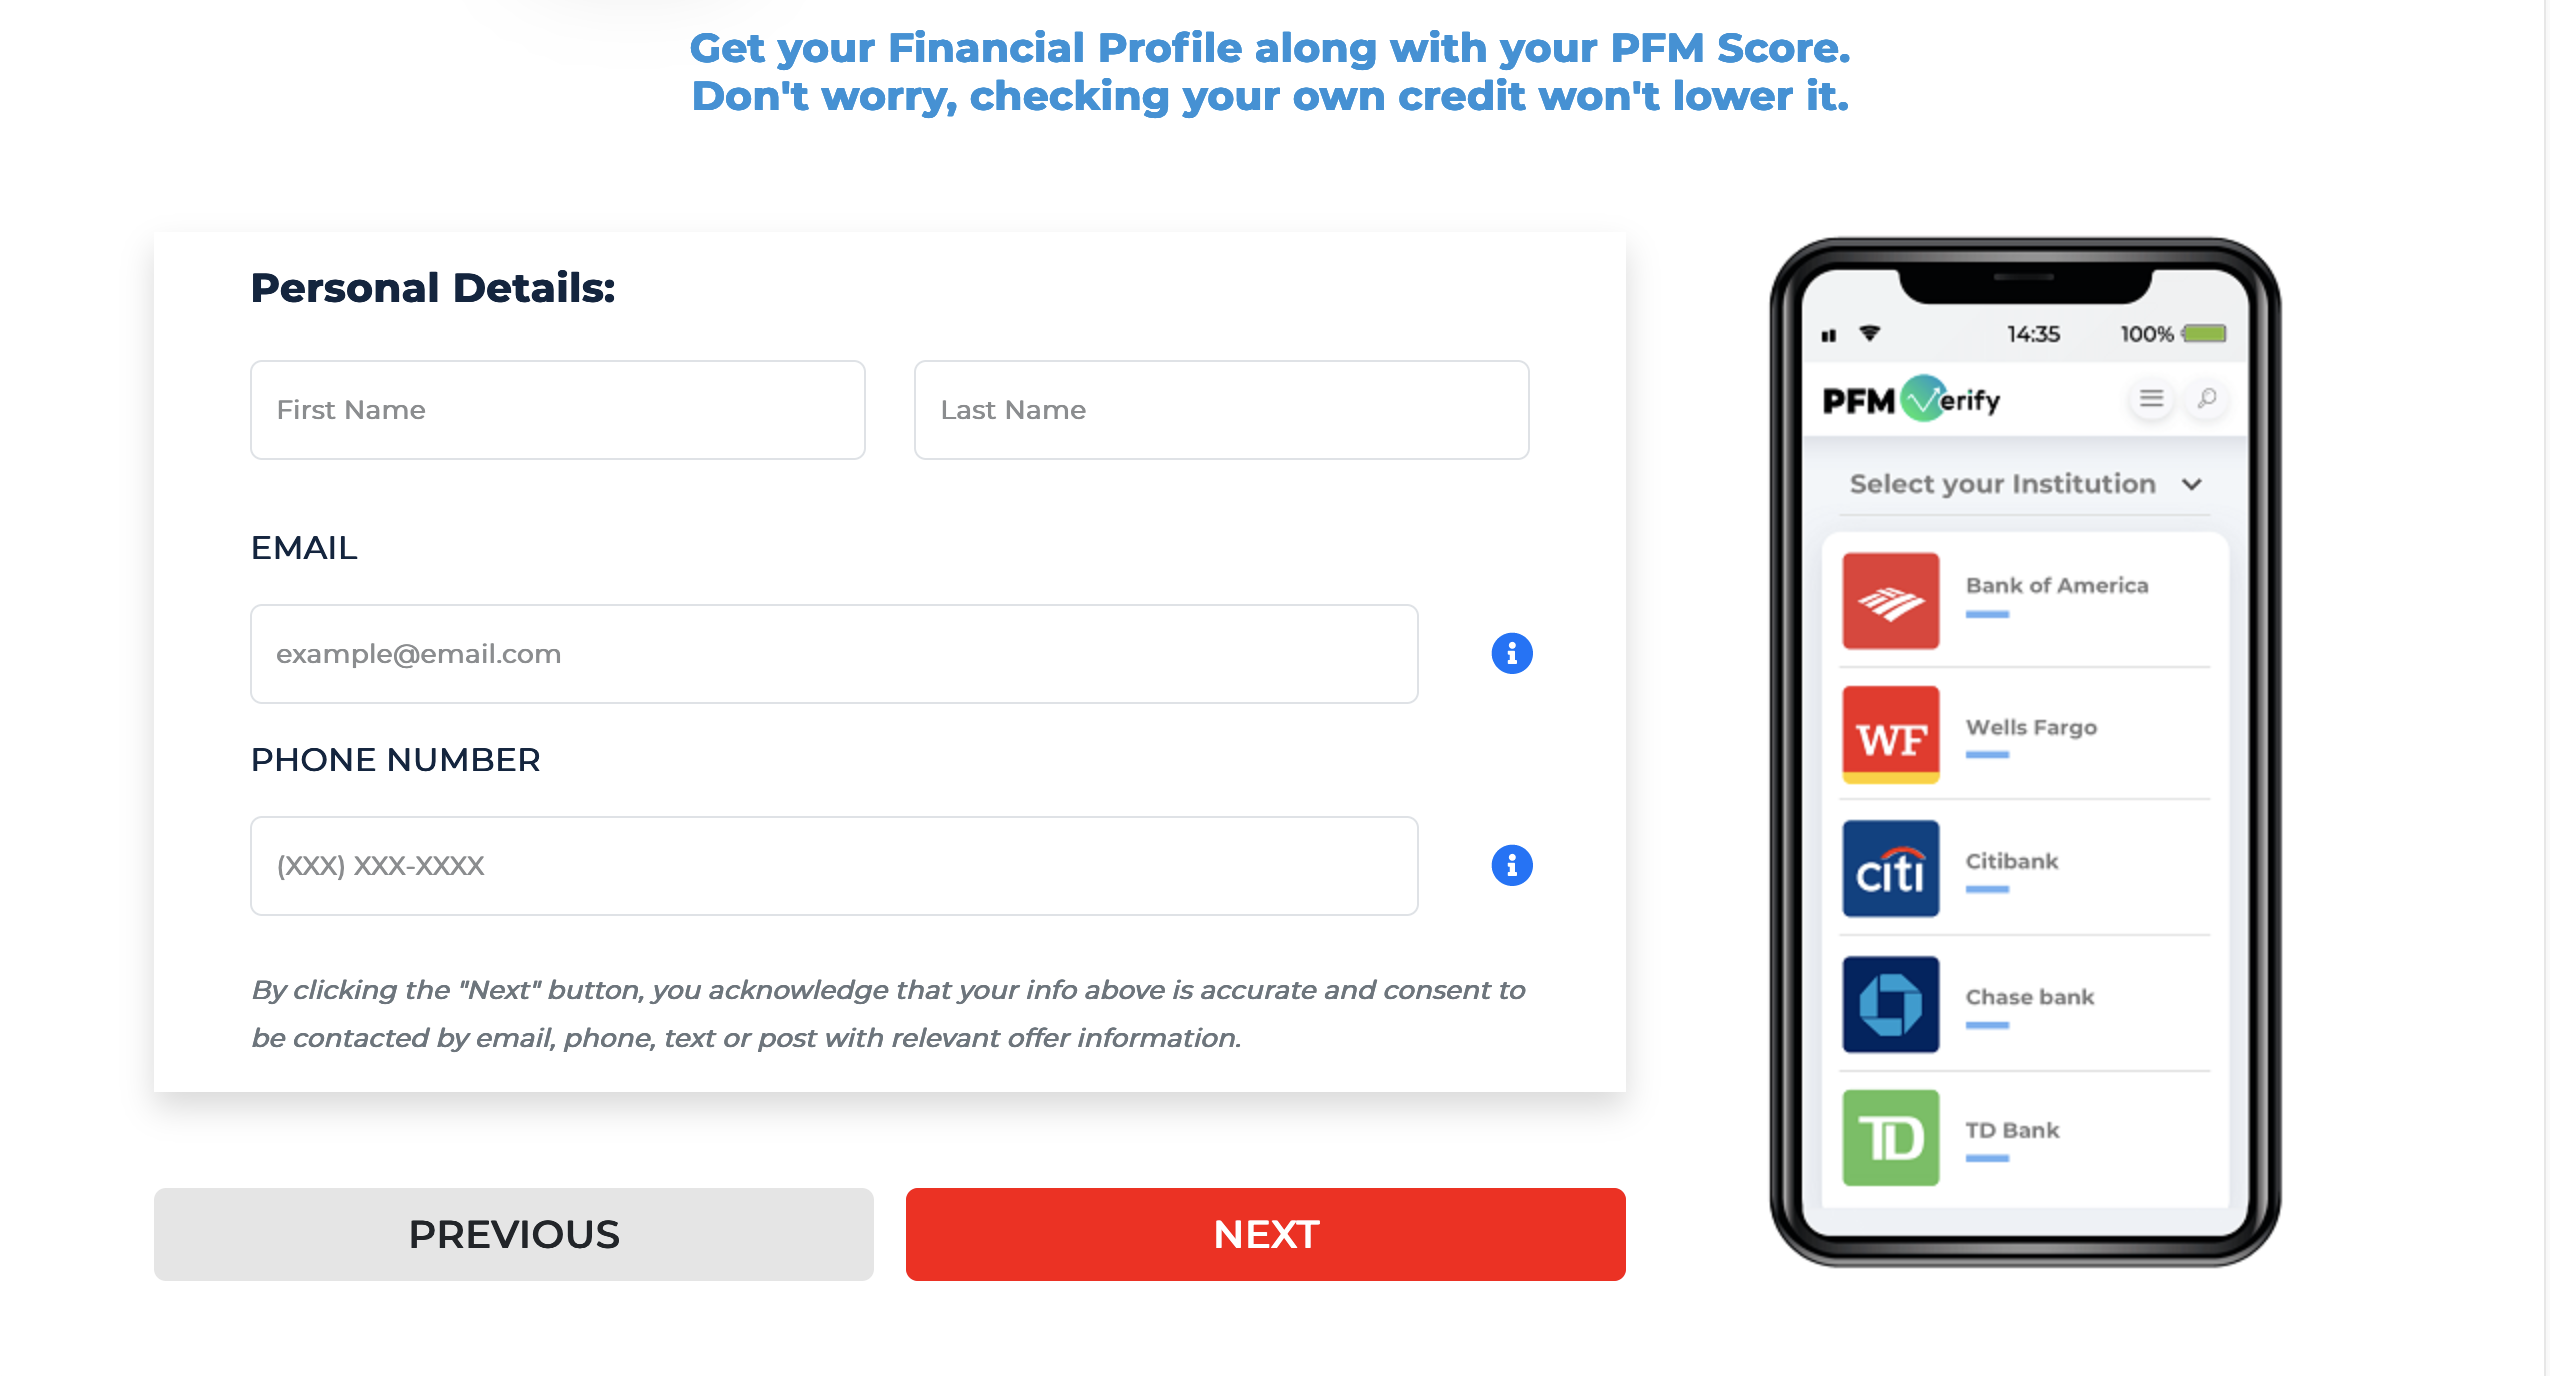 Get your Financial Profile along with your PFM Score.
Don't worry, checking your own credit won't lower it.
Personal Details:
First Name
Last Name
EMAIL
example@email.com
PHONE NUMBER
(XXX) XXX-XXXX
By clicking the "Next" button, you acknowledge that your info above is accurate and consent to
be contacted by email, phone, text or post with relevant offer information.
PREVIOUS
NEXT
14:35
100%
PFM Verify
Select your Institution
Bank of America
WF
Wells Fargo
citi
Citibank
Chase bank
TD
TD Bank